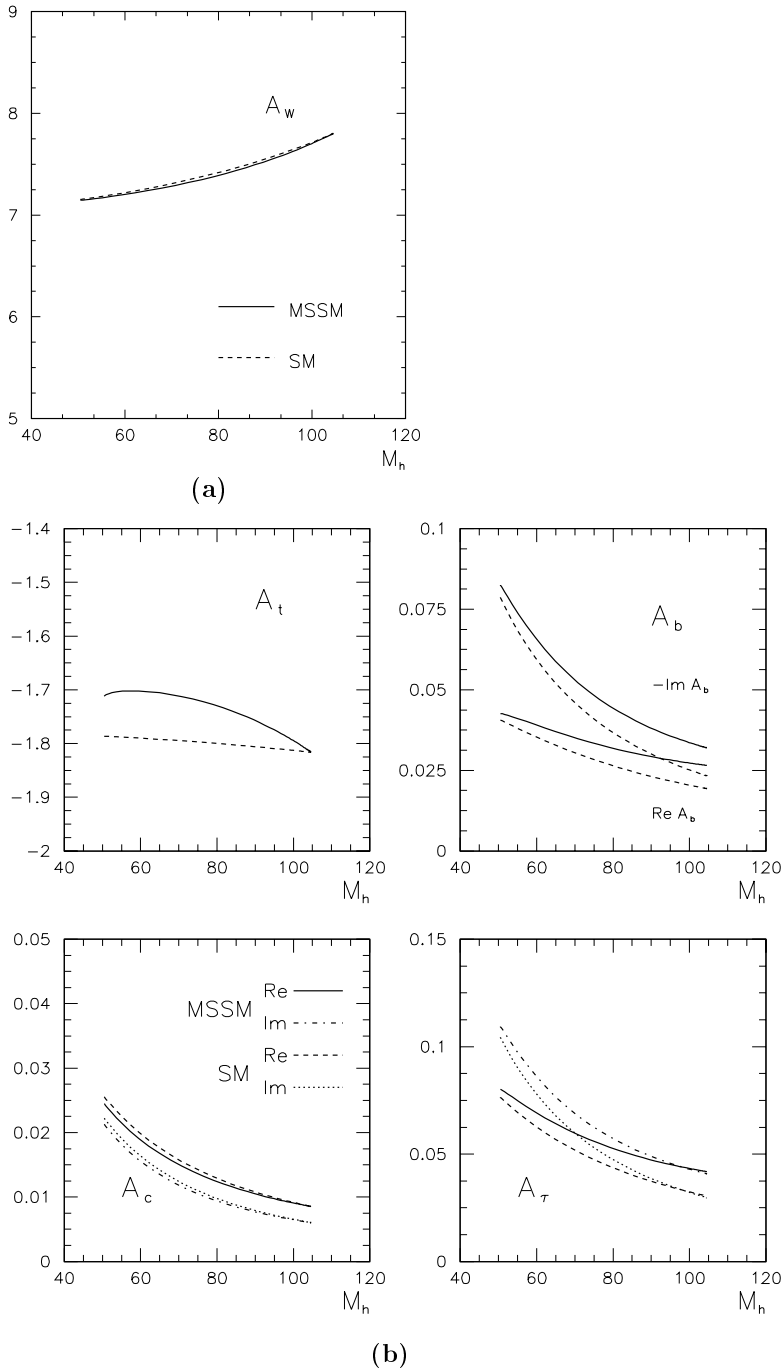 9
8
7
6
5
A_w
MSSM
SM
40 60 80 100 120
M_h
(a)
-1.4
-1.5
-1.6
-1.7
-1.8
-1.9
-2
A_t
40 60 80 100 120
M_h
0.1
0.075
0.05
0.025
0
A_b
-Im A_b
Re A_b
40 60 80 100 120
M_h
0.05
0.04
0.03
0.02
0.01
0
MSSM
Re
Im
SM
Re
Im
A_c
40 60 80 100 120
M_h
0.15
0.1
0.05
0
A_τ
40 60 80 100 120
M_h
(b)